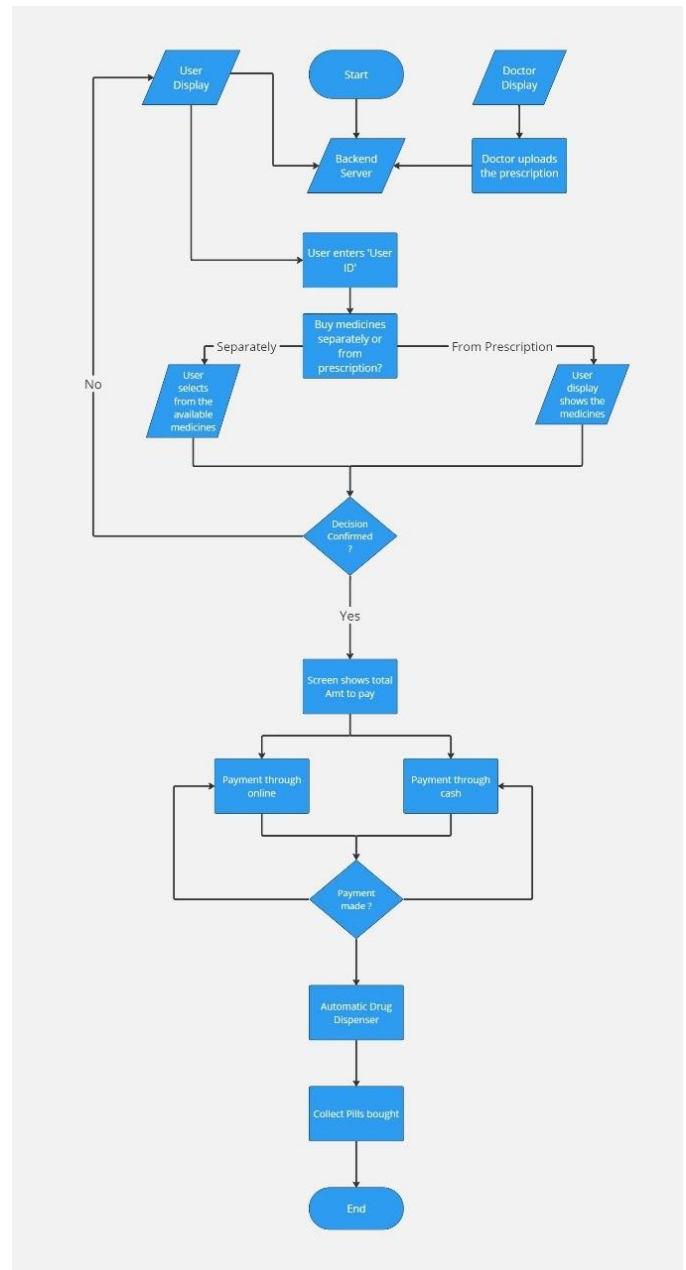 User
Display
Start
Doctor
Display
Backend
Server
Doctor uploads
the prescription
User enters 'User
ID'
Buy medicines
separately or
from
prescription?
Separately
From Prescription
User
selects
from the
available
medicines
User
display
shows the
medicines
No
Decision
Confirmed
?
Yes
Screen shows total
Amt to pay
Payment through
online
Payment through
cash
Payment
made ?
Automatic Drug
Dispenser
Collect Pills bought
End